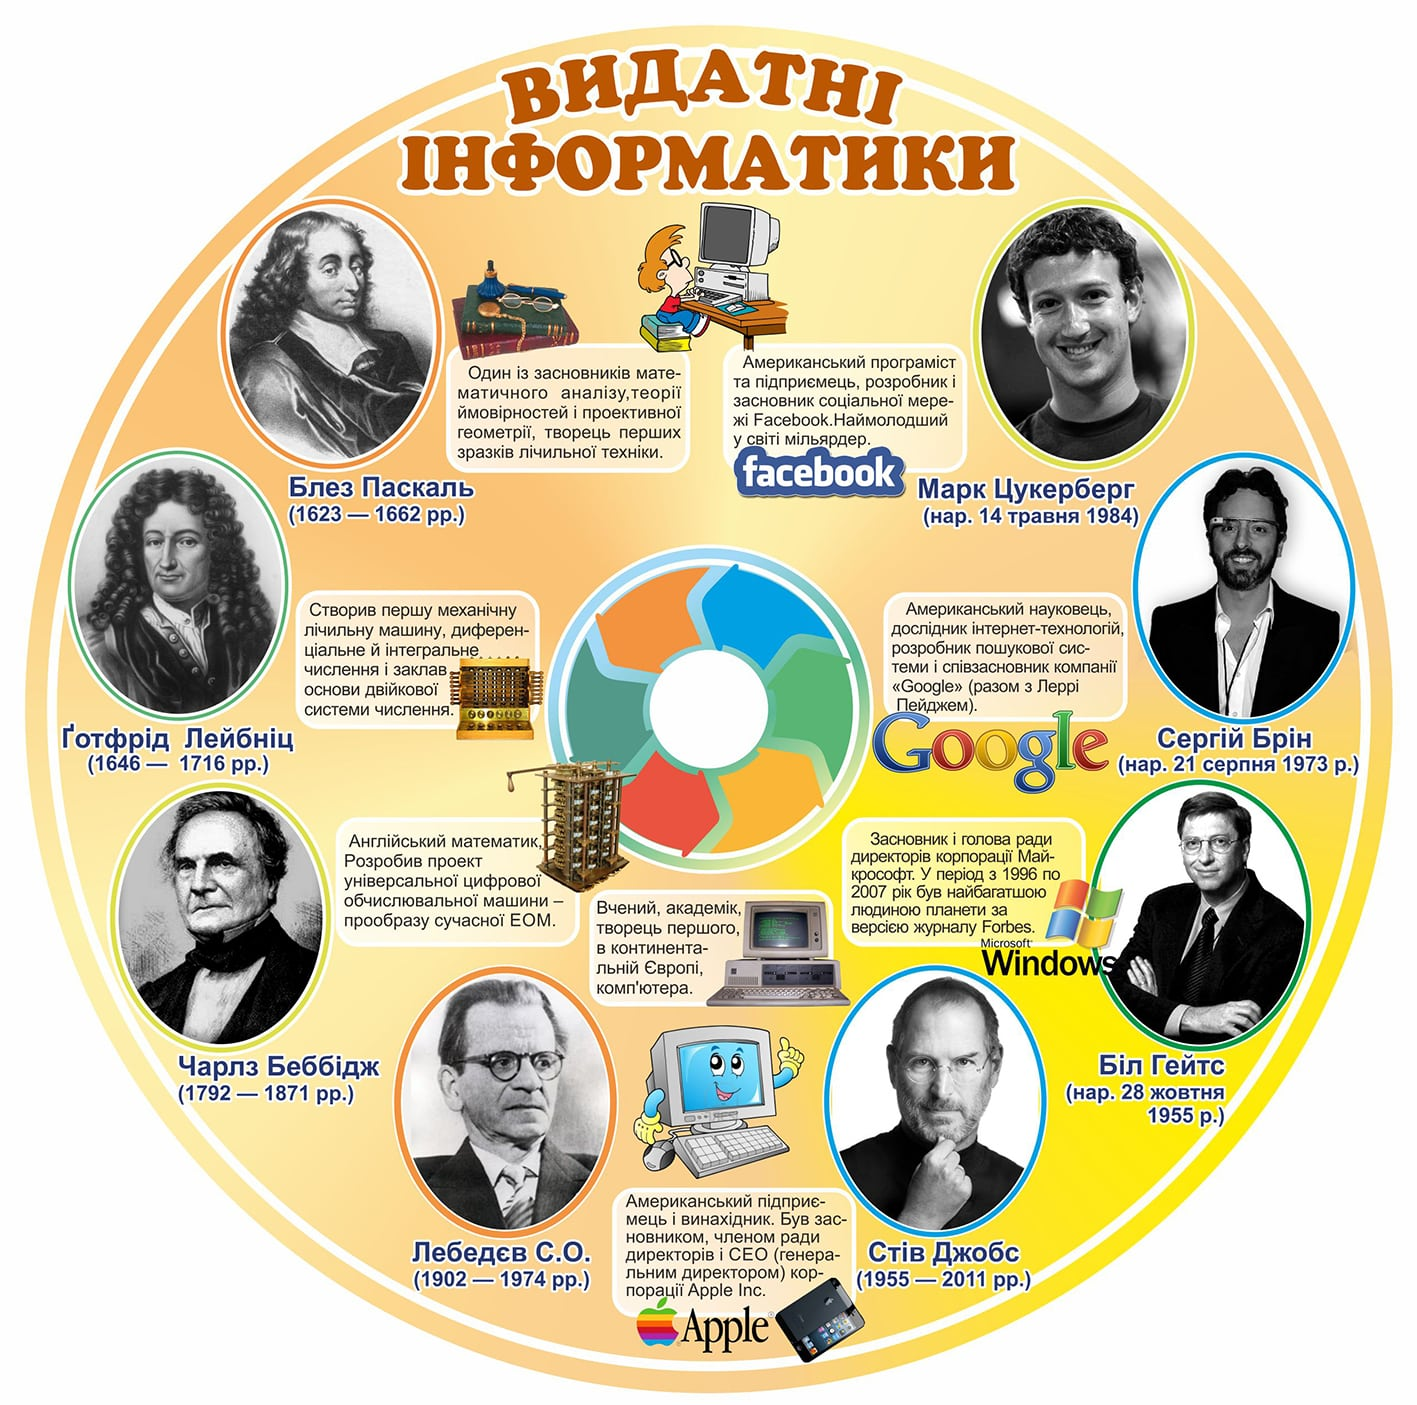 ВИДАТНІ
ІНФОРМАТИКИ
Один із засновників мате-
матичного аналізу,теорії
ймовірностей і проективної
геометрії, творець перших
зразків лічильної техніки.
Блез Паскаль
(1623 — 1662 рр.)
Американський програміст
та підприємець, розробник і
засновник соціальної мере-
жі Facebook.Наймолодший
у світі мільярдер.
facebook
Марк Цукерберг
(нар. 14 травня 1984)
Створив першу механічну
лічильну машину, диферен-
ціальне й інтегральне
числення і заклав
основи двійкової
системи числення.
Ґотфрід Лейбніц
(1646 — 1716 рр.)
Американський науковець,
дослідник інтернет-технологій,
розробник пошукової сис-
теми і співзасновник компанії
«Google» (разом з Леррі
Пейджем).
Google
Сергій Брін
(нар. 21 серпня 1973 р.)
Англійський математик,
Розробив проект
універсальної цифрової
обчислювальної машини –
прообразу сучасної ЕОМ.
Чарлз Беббідж
(1792 — 1871 рр.)
Засновник і голова ради
директорів корпорації Май-
крософт. У період з 1996 по
2007 рік був найбагатшою
людиною планети за
версією журналу Forbes.
Microsoft
Windows
Біл Гейтс
(нар. 28 жовтня
1955 р.)
Вчений, академік,
творець першого,
в континента-
льній Європі,
комп'ютера.
Лебедєв С.О.
(1902 — 1974 рр.)
Американський підприє-
мець і винахідник. Був зас-
новником, членом ради
директорів і CEO (генера-
льним директором) кор-
порації Apple Inc.
Apple
Стів Джобс
(1955 — 2011 рр.)